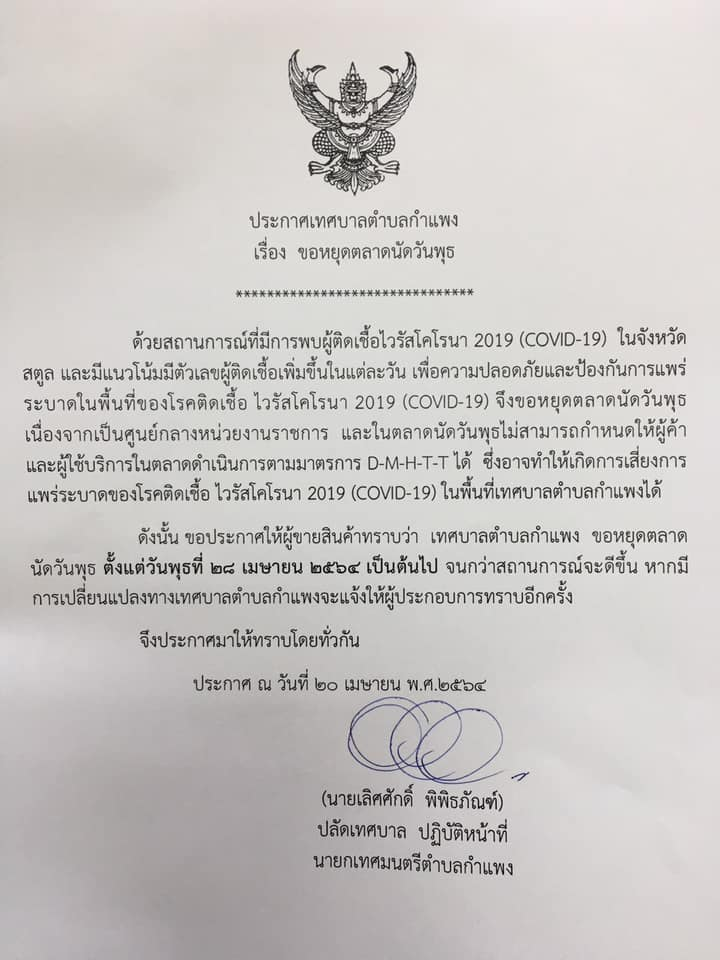 ประกาศเทศบาลตำบลกำแพง
เรื่อง ขอหยุดตลาดนัดวันพุธ
******************************
ด้วยสถานการณ์ที่มีการพบผู้ติดเชื้อไวรัสโคโรนา 2019 (COVID-19) ในจังหวัด
สตูล และมีแนวโน้มมีตัวเลขผู้ติดเชื้อเพิ่มขึ้นในแต่ละวัน เพื่อความปลอดภัยและป้องกันการแพร่
ระบาดในพื้นที่ของโรคติดเชื้อ ไวรัสโคโรนา 2019 (COVID-19) จึงขอหยุดตลาดนัดวันพุธ
เนื่องจากเป็นศูนย์กลางหน่วยงานราชการ และในตลาดนัดวันพุธไม่สามารถกำหนดให้ผู้ค้า
และผู้ใช้บริการในตลาดดำเนินการตามมาตรการ D-M-H-T-T ได้ ซึ่งอาจทำให้เกิดการเสี่ยงการ
แพร่ระบาดของโรคติดเชื้อ ไวรัสโคโรนา 2019 (COVID-19) ในพื้นที่เทศบาลตำบลกำแพงได้
ดังนั้น ขอประกาศให้ผู้ขายสินค้าทราบว่า เทศบาลตำบลกำแพง ขอหยุดตลาด
นัดวันพุธ ตั้งแต่วันพุธที่ ๒๘ เมษายน ๒๕๖๔ เป็นต้นไป จนกว่าสถานการณ์จะดีขึ้น หากมี
การเปลี่ยนแปลงทางเทศบาลตำบลกำแพงจะแจ้งให้ผู้ประกอบการทราบอีกครั้ง
จึงประกาศมาให้ทราบโดยทั่วกัน
ประกาศ ณ วันที่ ๒๐ เมษายน พ.ศ.๒๕๖๔
(นายเลิศศักดิ์ พิพิธภัณฑ์)
ปลัดเทศบาล ปฏิบัติหน้าที่
นายกเทศมนตรีตำบลกำแพง